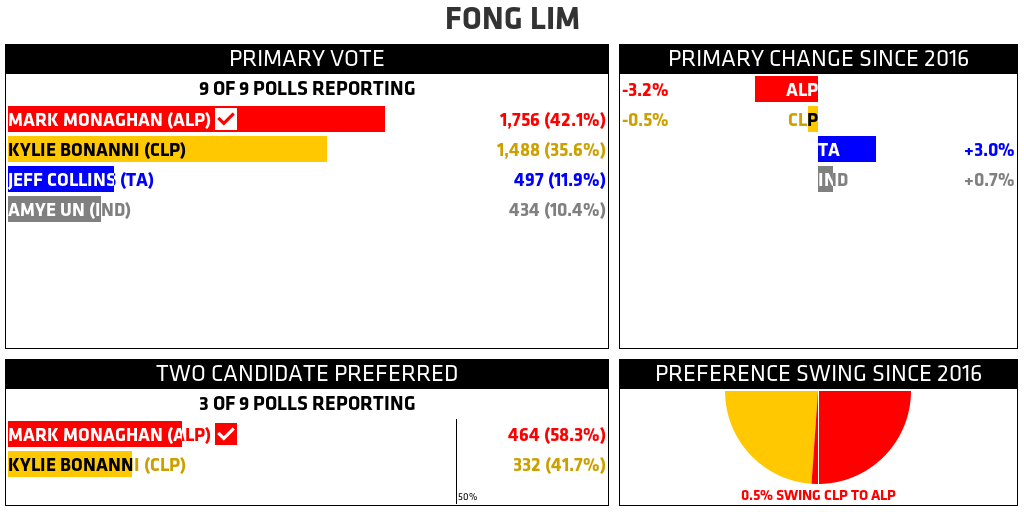 FONG LIM
PRIMARY VOTE
9 OF 9 POLLS REPORTING
MARK MONAGHAN (ALP) 1,756 (42.1%)
KYLIE BONANNI (CLP) 1,488 (35.6%)
JEFF COLLINS (TA) 497 (11.9%)
AMYE UN (IND) 434 (10.4%)
PRIMARY CHANGE SINCE 2016
-3.2% ALP
-0.5% CLP
TA +3.0%
IND +0.7%
TWO CANDIDATE PREFERRED
3 OF 9 POLLS REPORTING
MARK MONAGHAN (ALP) 464 (58.3%)
KYLIE BONANNI (CLP) 332 (41.7%)
50%
PREFERENCE SWING SINCE 2016
0.5% SWING CLP TO ALP